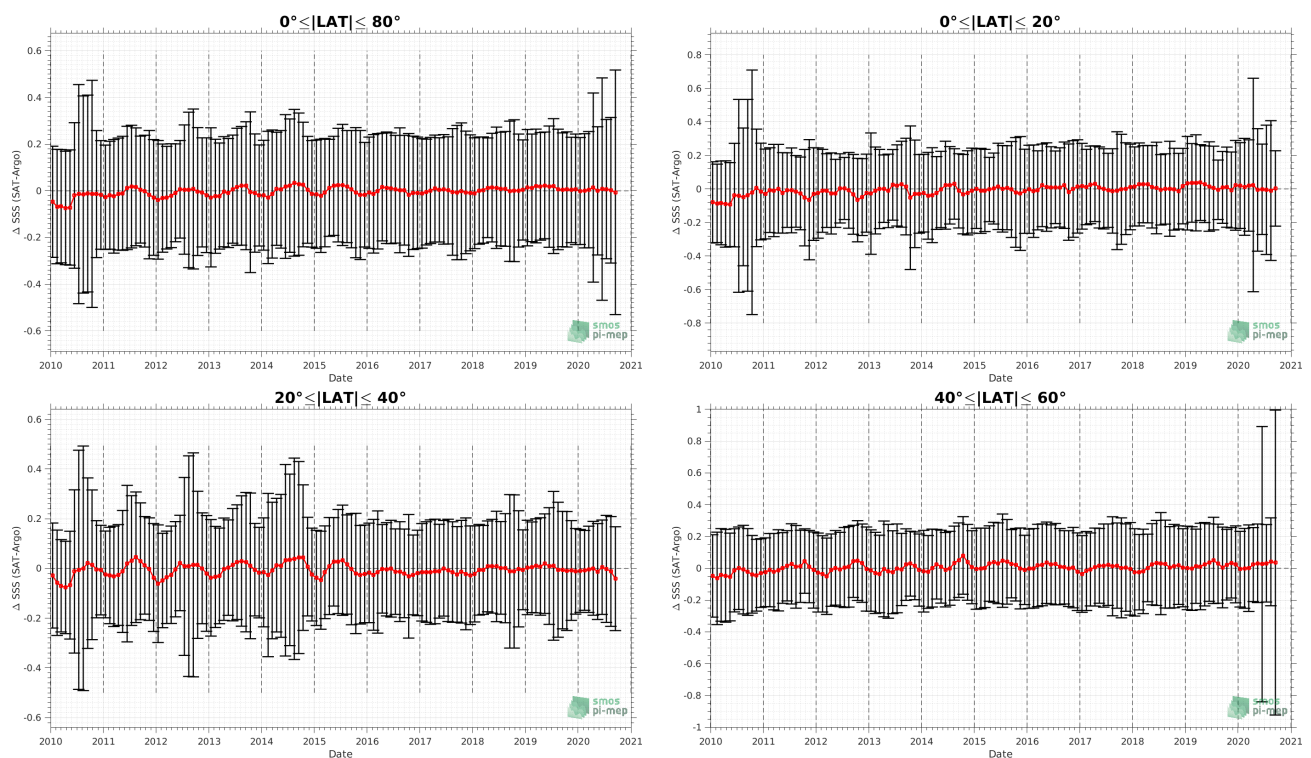 0°≤|LAT|≤ 80°
0.6
0.4
0.2
0
-0.2
-0.4
-0.6
Δ SSS (SAT-Argo)
2010 2011 2012 2013 2014 2015 2016 2017 2018 2019 2020 2021
Date
smos
pi-mep
0°≤|LAT|≤ 20°
0.8
0.6
0.4
0.2
0
-0.2
-0.4
-0.6
-0.8
Δ SSS (SAT-Argo)
2010 2011 2012 2013 2014 2015 2016 2017 2018 2019 2020 2021
Date
smos
pi-mep
20°≤|LAT|≤ 40°
0.6
0.4
0.2
0
-0.2
-0.4
-0.6
Δ SSS (SAT-Argo)
2010 2011 2012 2013 2014 2015 2016 2017 2018 2019 2020 2021
Date
smos
pi-mep
40°≤|LAT|≤ 60°
1
0.8
0.6
0.4
0.2
0
-0.2
-0.4
-0.6
-0.8
-1
Δ SSS (SAT-Argo)
2010 2011 2012 2013 2014 2015 2016 2017 2018 2019 2020 2021
Date
smos
pi-mep